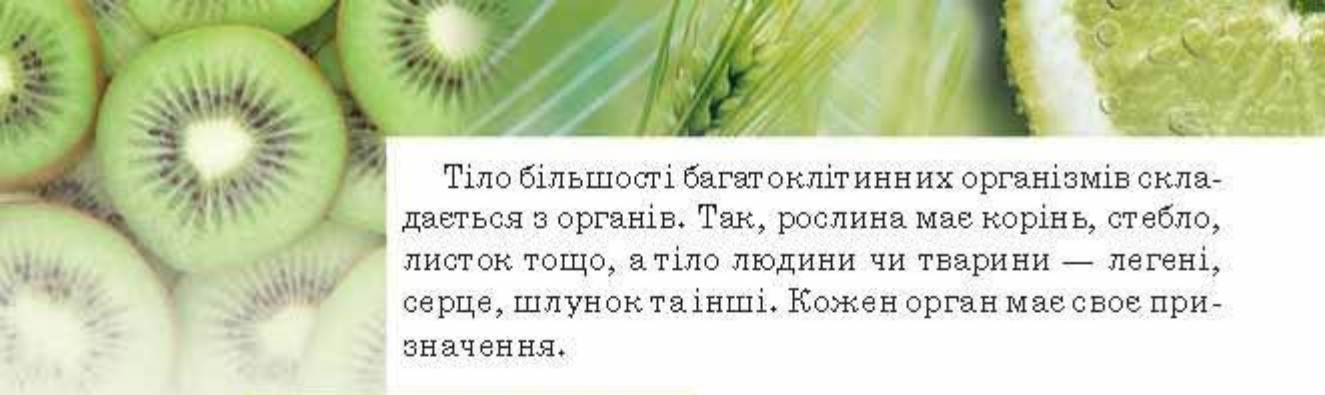 Тіло більшості багатоклітинних організмів скла-
дається з органів. Так, рослина має корінь, стебло,
листок тощо, а тіло людини чи тварини — легені,
серце, шлунок та інші. Кожен орган має своє при-
значення.